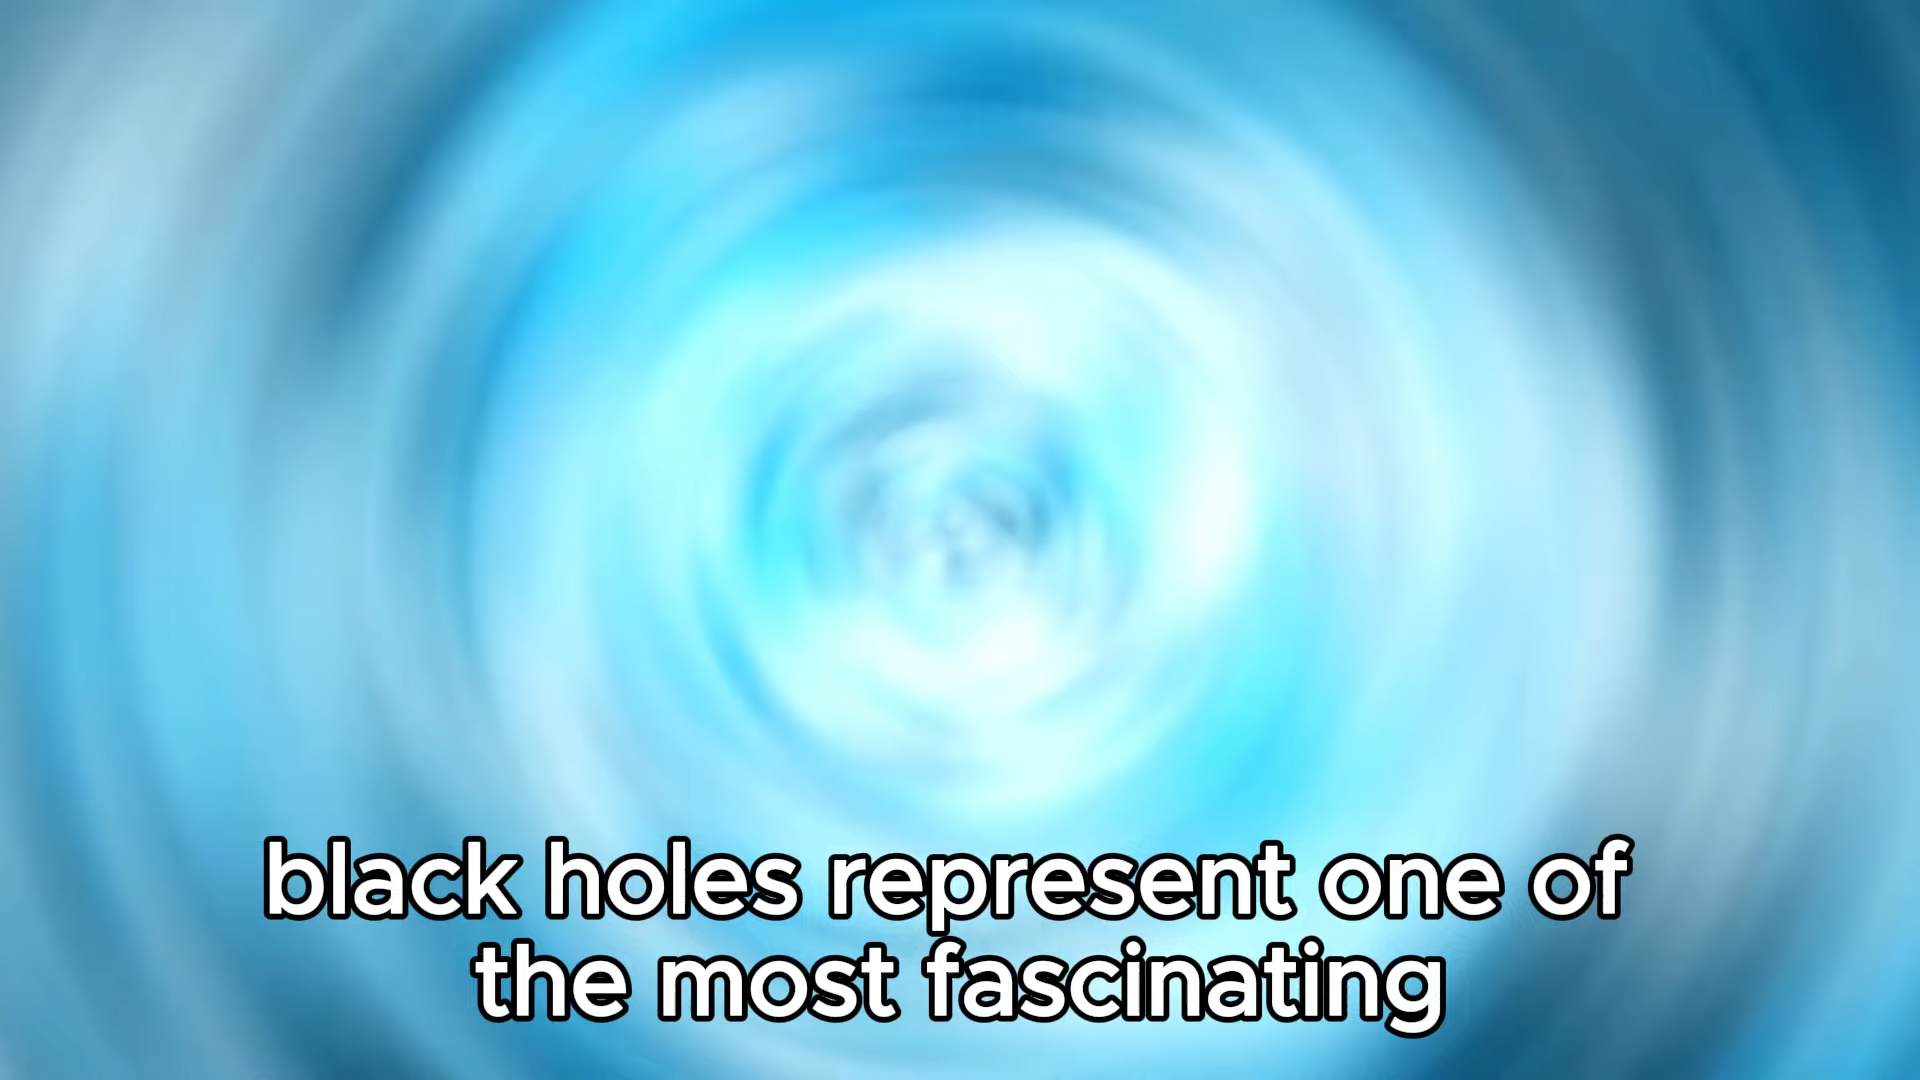 black holes represent one of
the most fascinating